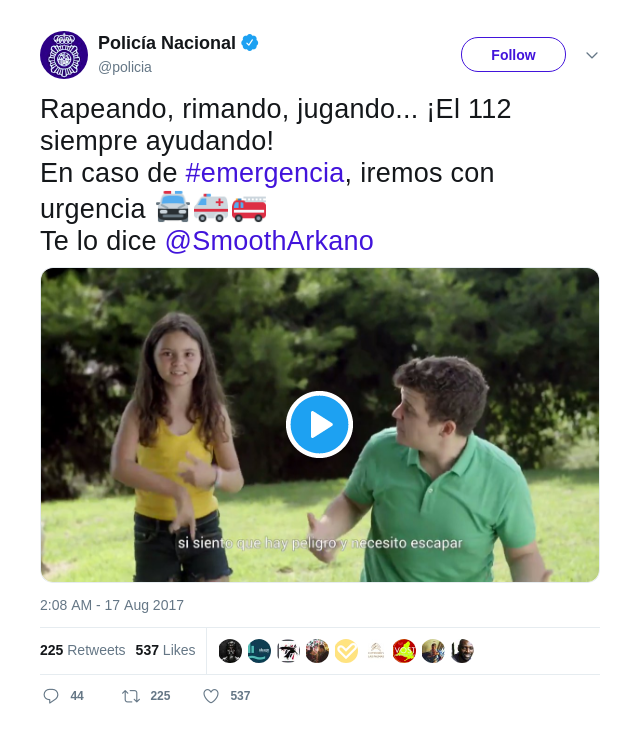 Policía Nacional
@policia
Follow
Rapeando, rimando, jugando... ¡El 112
siempre ayudando!
En caso de #emergencia, iremos con
urgencia 🚔🚑🚒
Te lo dice @SmoothArkano
si siento que hay peligro y necesito escapar
2:08 AM - 17 Aug 2017
225 Retweets 537 Likes
44 225 537